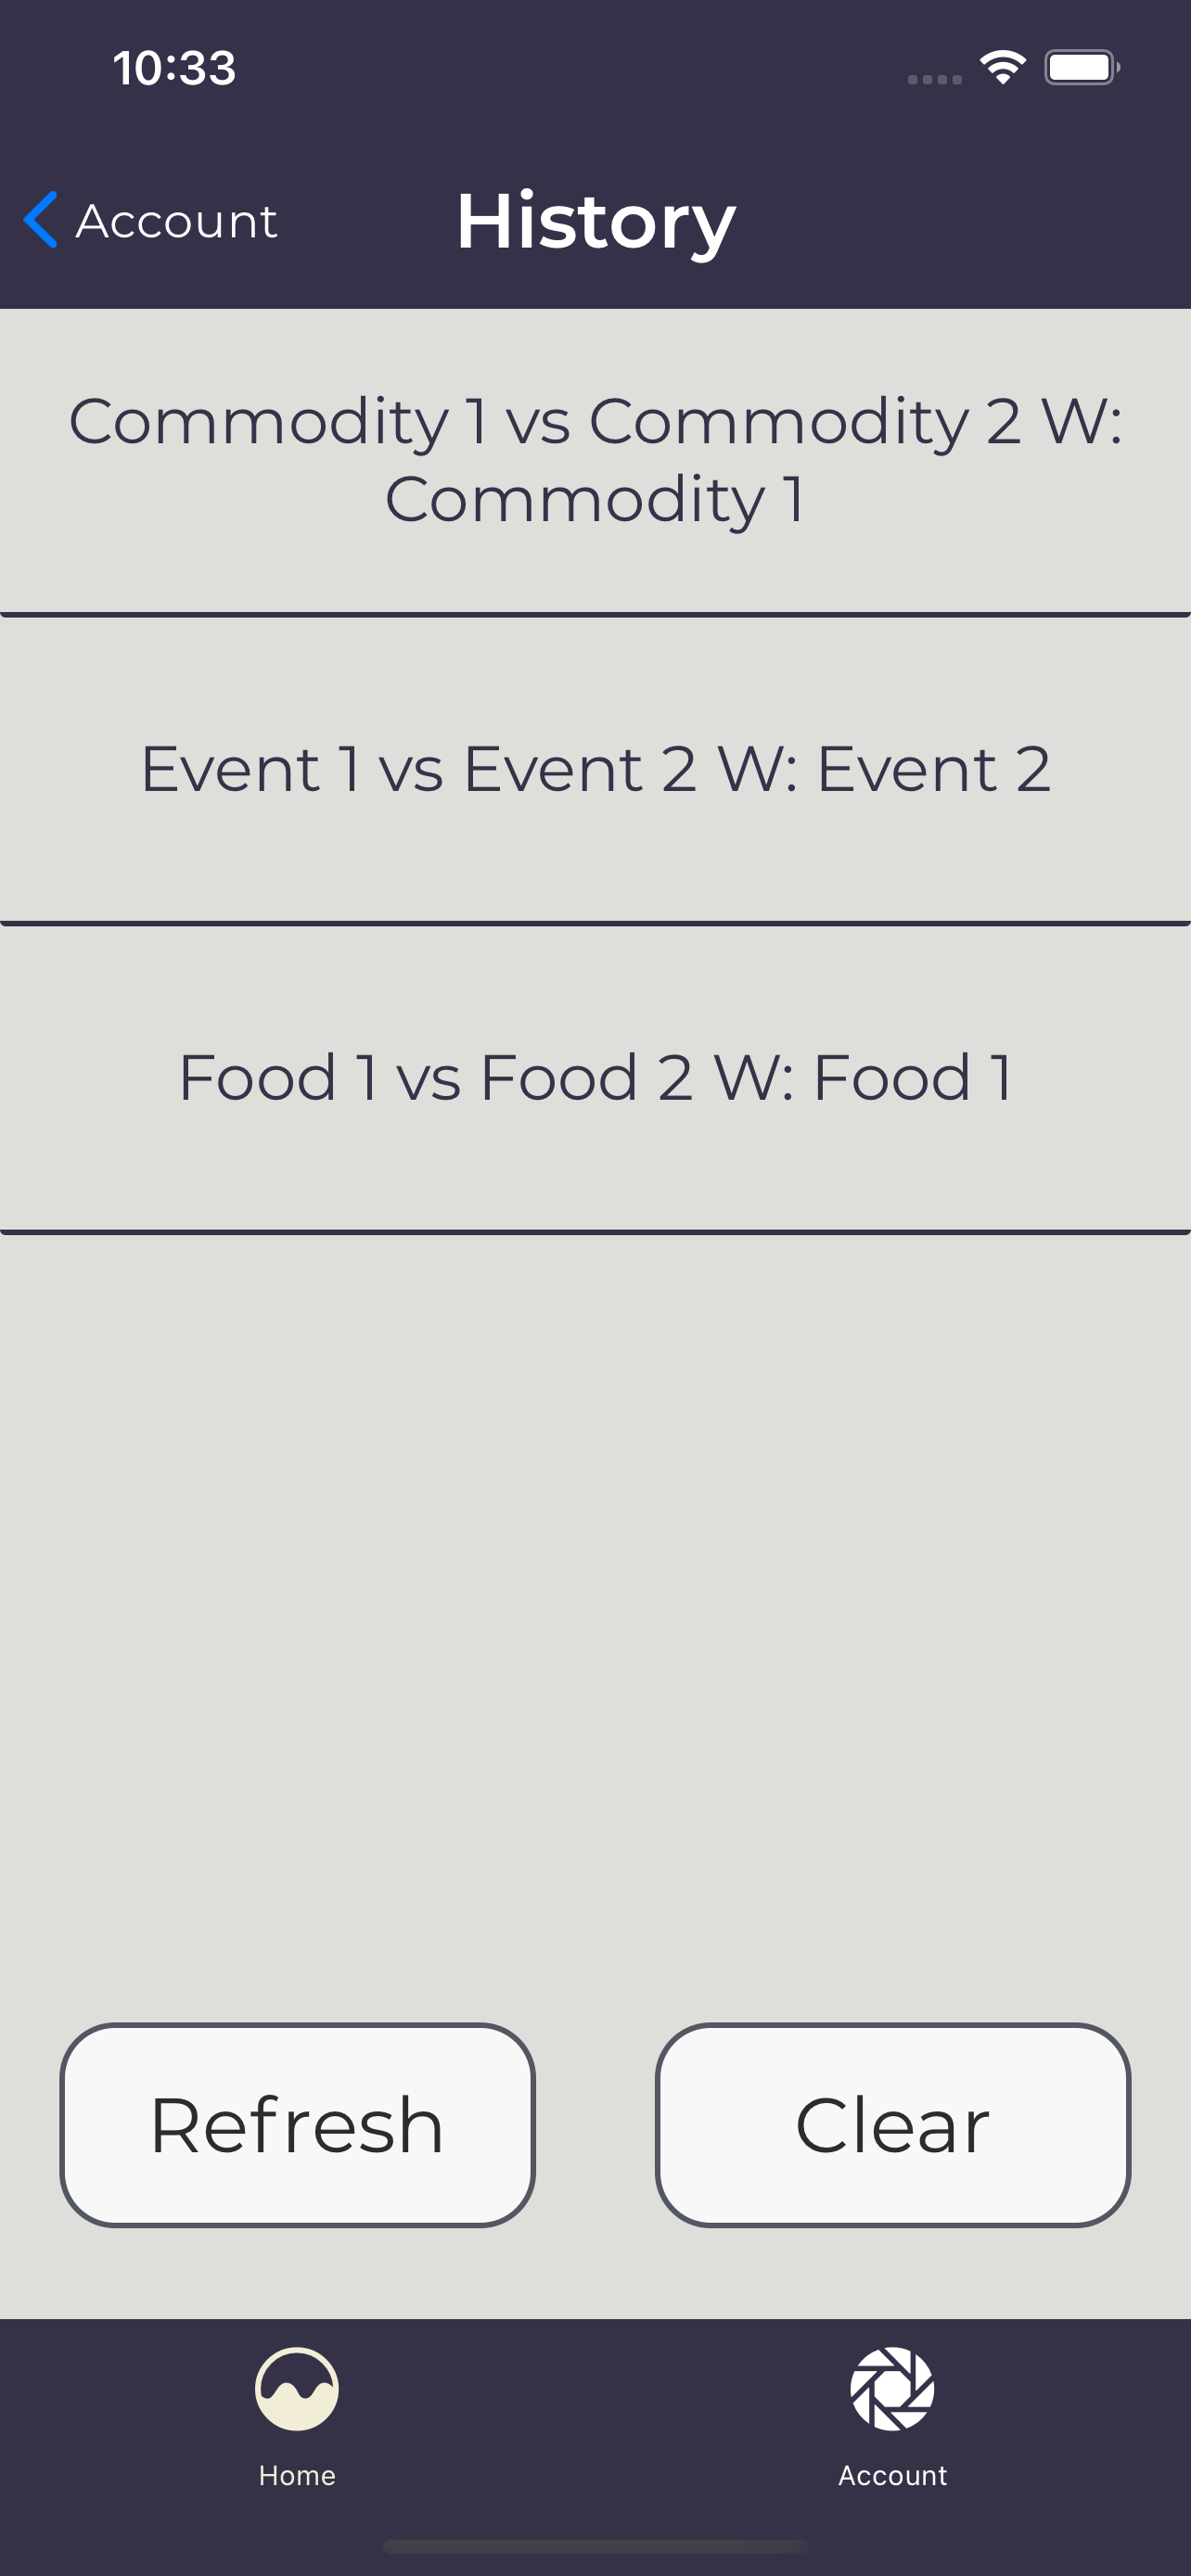 10:33
Account
History
Commodity 1 vs Commodity 2 W:
Commodity 1
Event 1 vs Event 2 W: Event 2
Food 1 vs Food 2 W: Food 1
Refresh
Clear
Home
Account